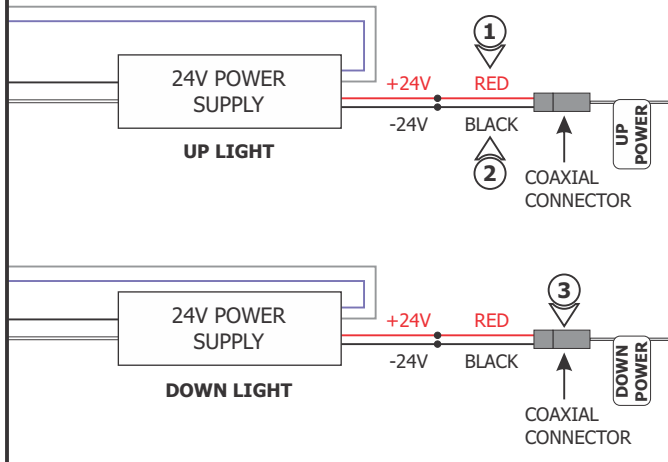 1
24V POWER
SUPPLY
+24V
RED
-24V
BLACK
UP
POWER
UP LIGHT
2
COAXIAL
CONNECTOR
3
24V POWER
SUPPLY
+24V
RED
-24V
BLACK
DOWN
POWER
DOWN LIGHT
COAXIAL
CONNECTOR